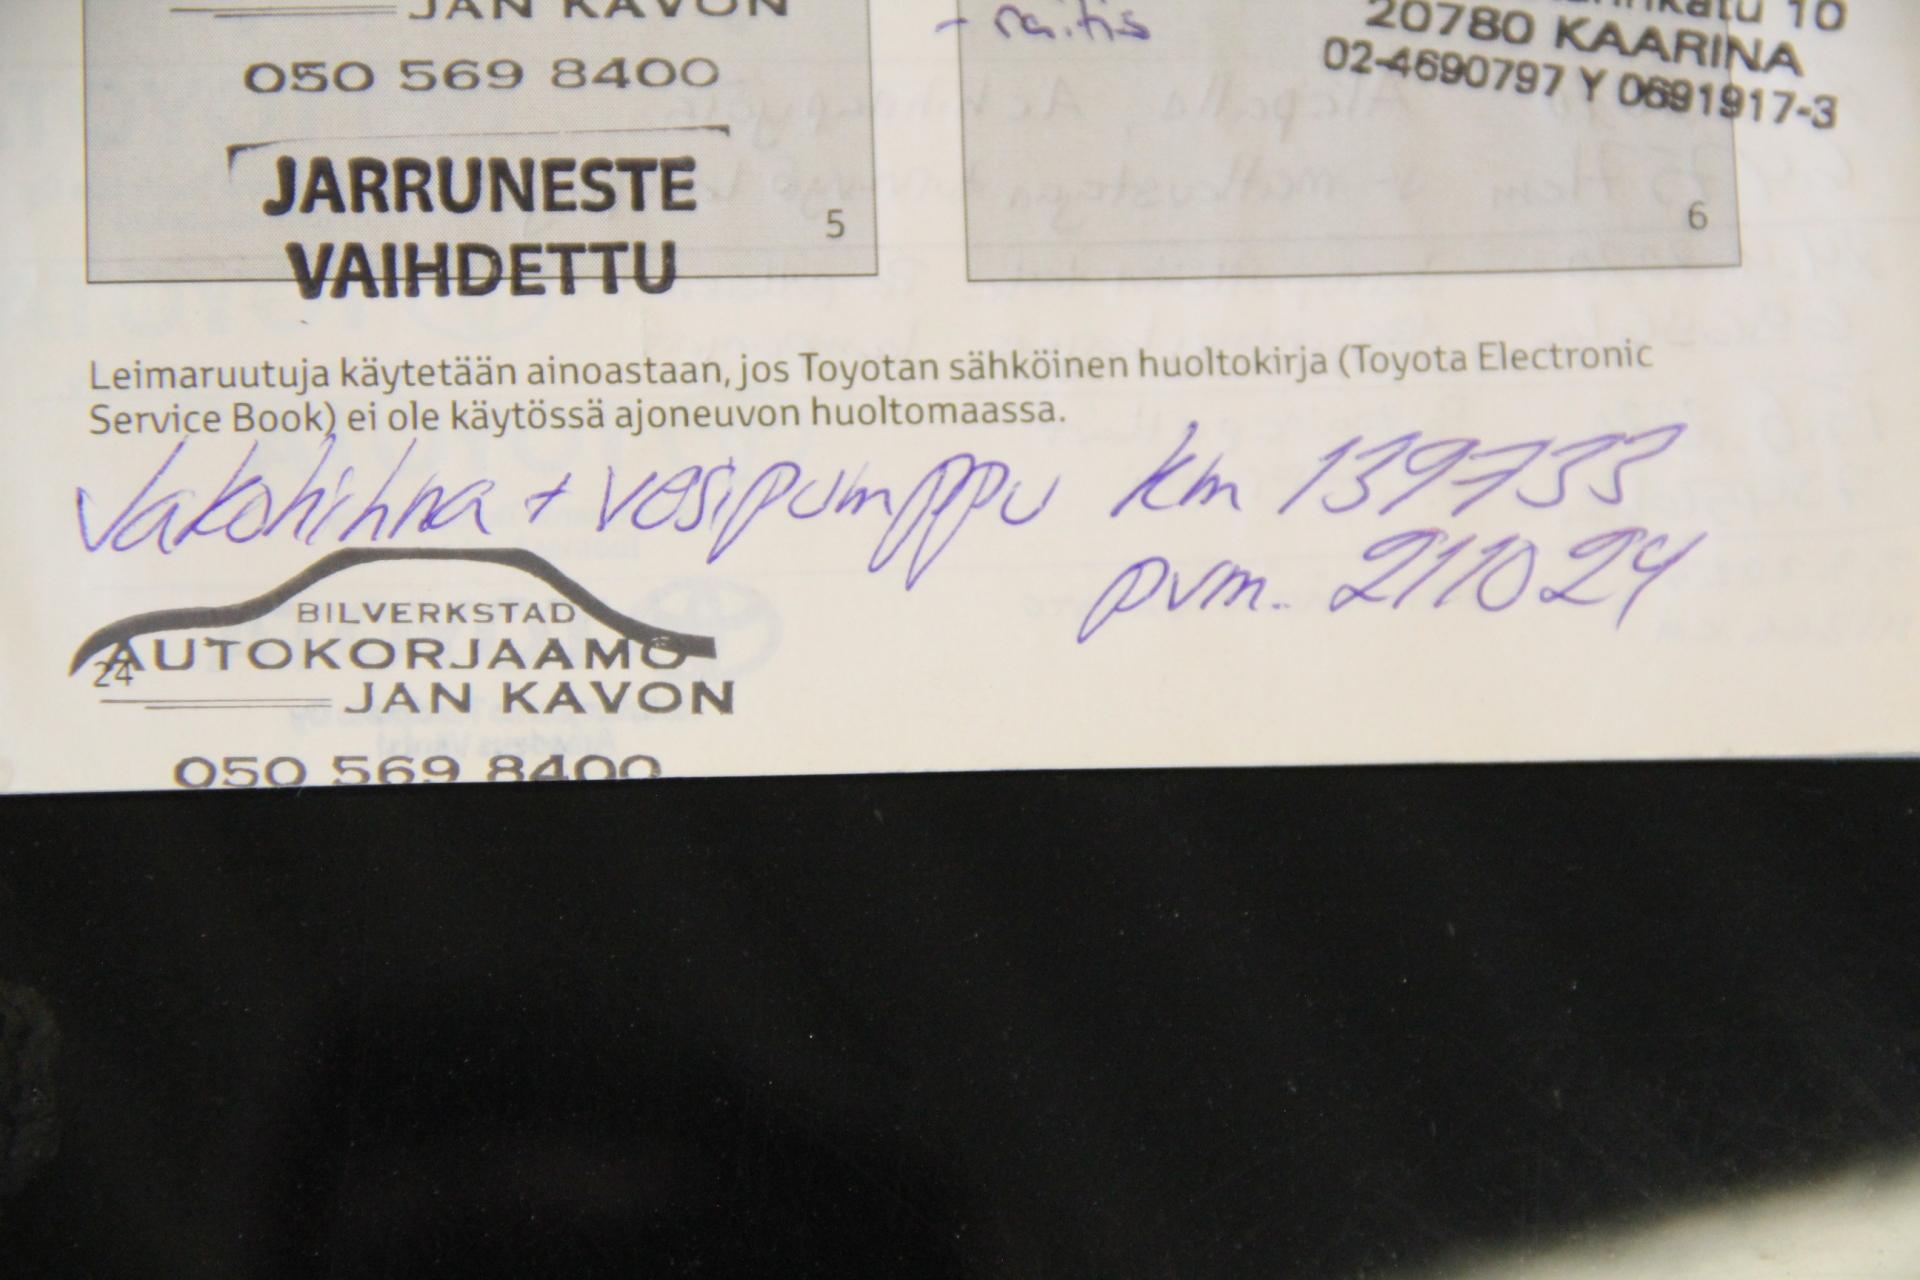 JAN KAVON
050 569 8400
JARRUNESTE
VAIHDETTU
5
- raitis
10
20780 KAARINA
02-4690797 Y 0691917-3
6
Leimaruutuja käytetään ainoastaan, jos Toyotan sähköinen huoltokirja (Toyota Electronic
Service Book) ei ole käytössä ajoneuvon huoltomaassa.
Jakohihna + vesipumppu km 139733
pvm. 211024
BILVERKSTAD
AUTOKORJAAMO
24
JAN KAVON
050 569 8400